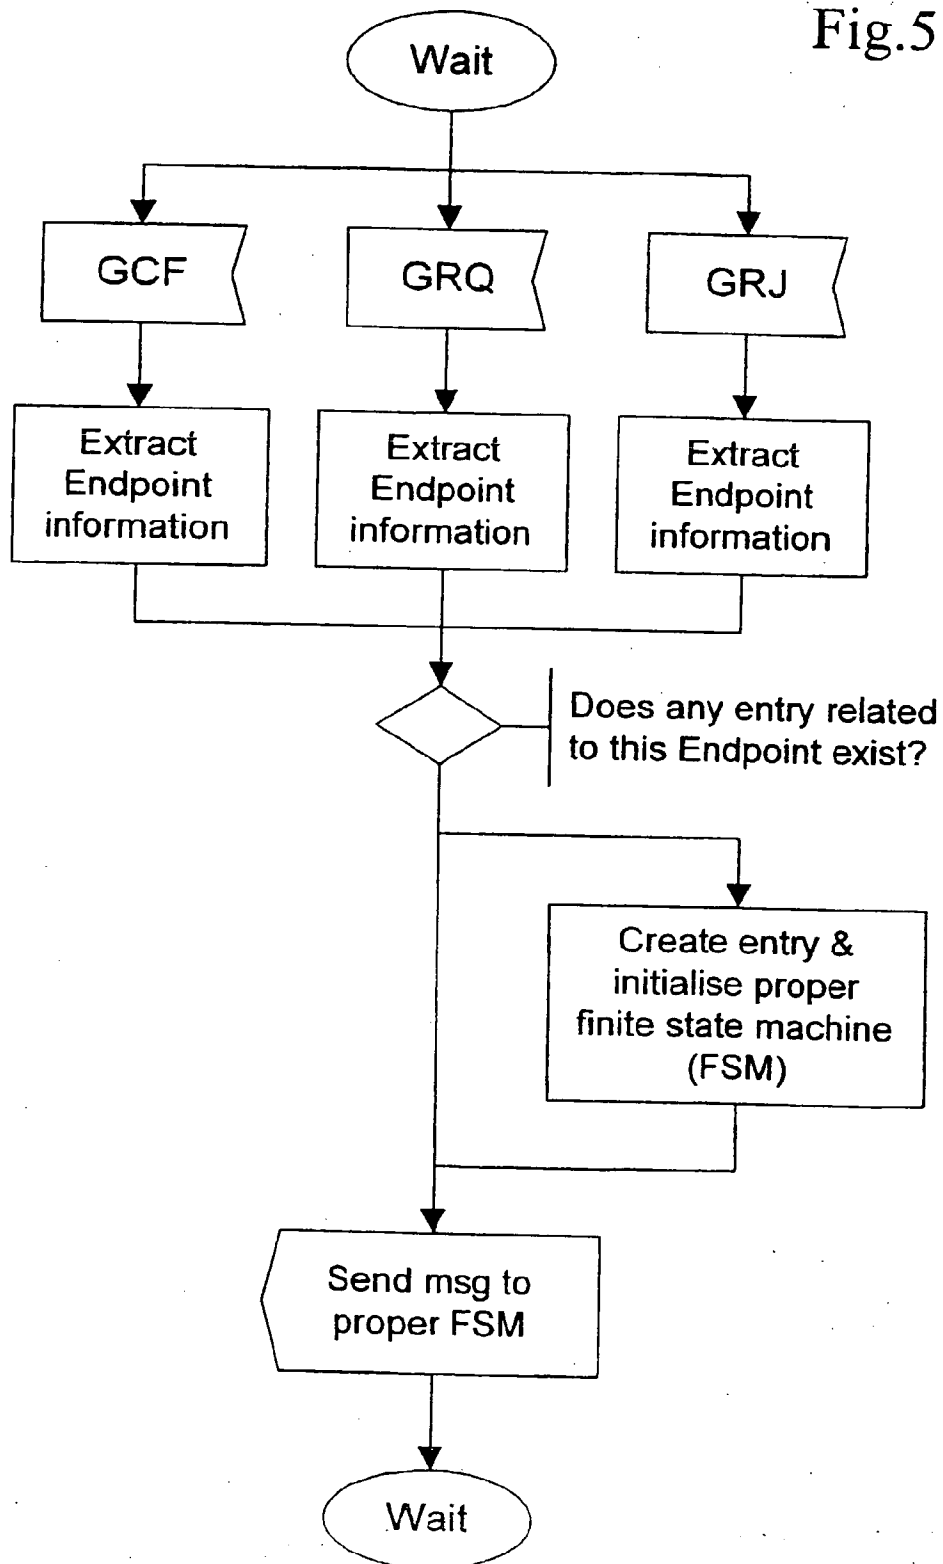 Fig.5
Wait
GCF
GRQ
GRJ
Extract
Endpoint
information
Extract
Endpoint
information
Extract
Endpoint
information
Does any entry related
to this Endpoint exist?
Create entry &
initialise proper
finite state machine
(FSM)
Send msg to
proper FSM
Wait